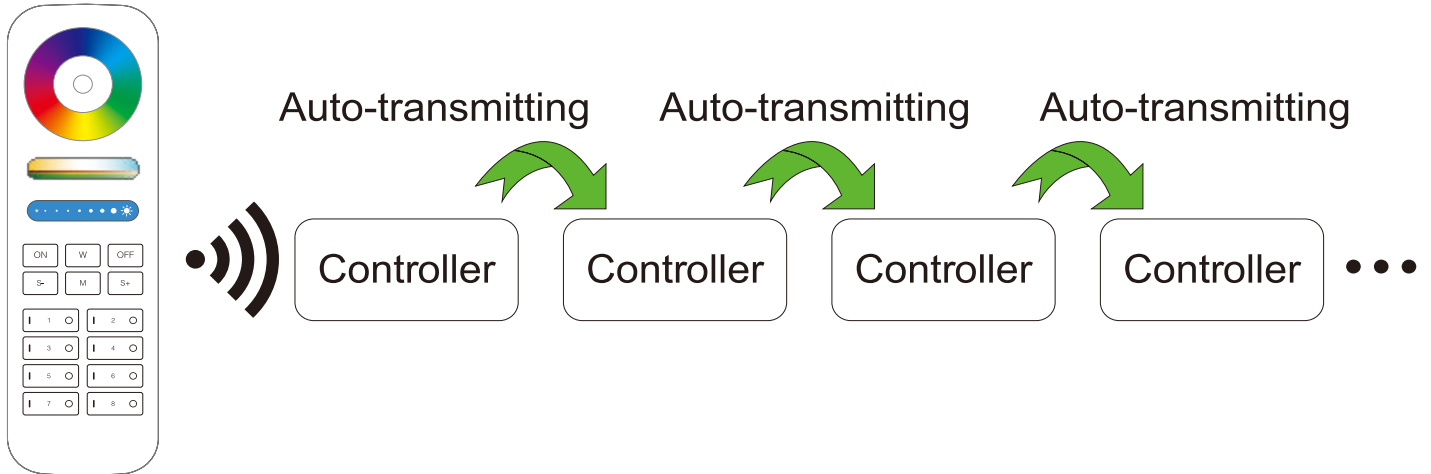 Auto-transmitting Auto-transmitting Auto-transmitting
ON W OFF
S- M S+
Controller Controller Controller Controller
1 2
3 4
5 6
7 8